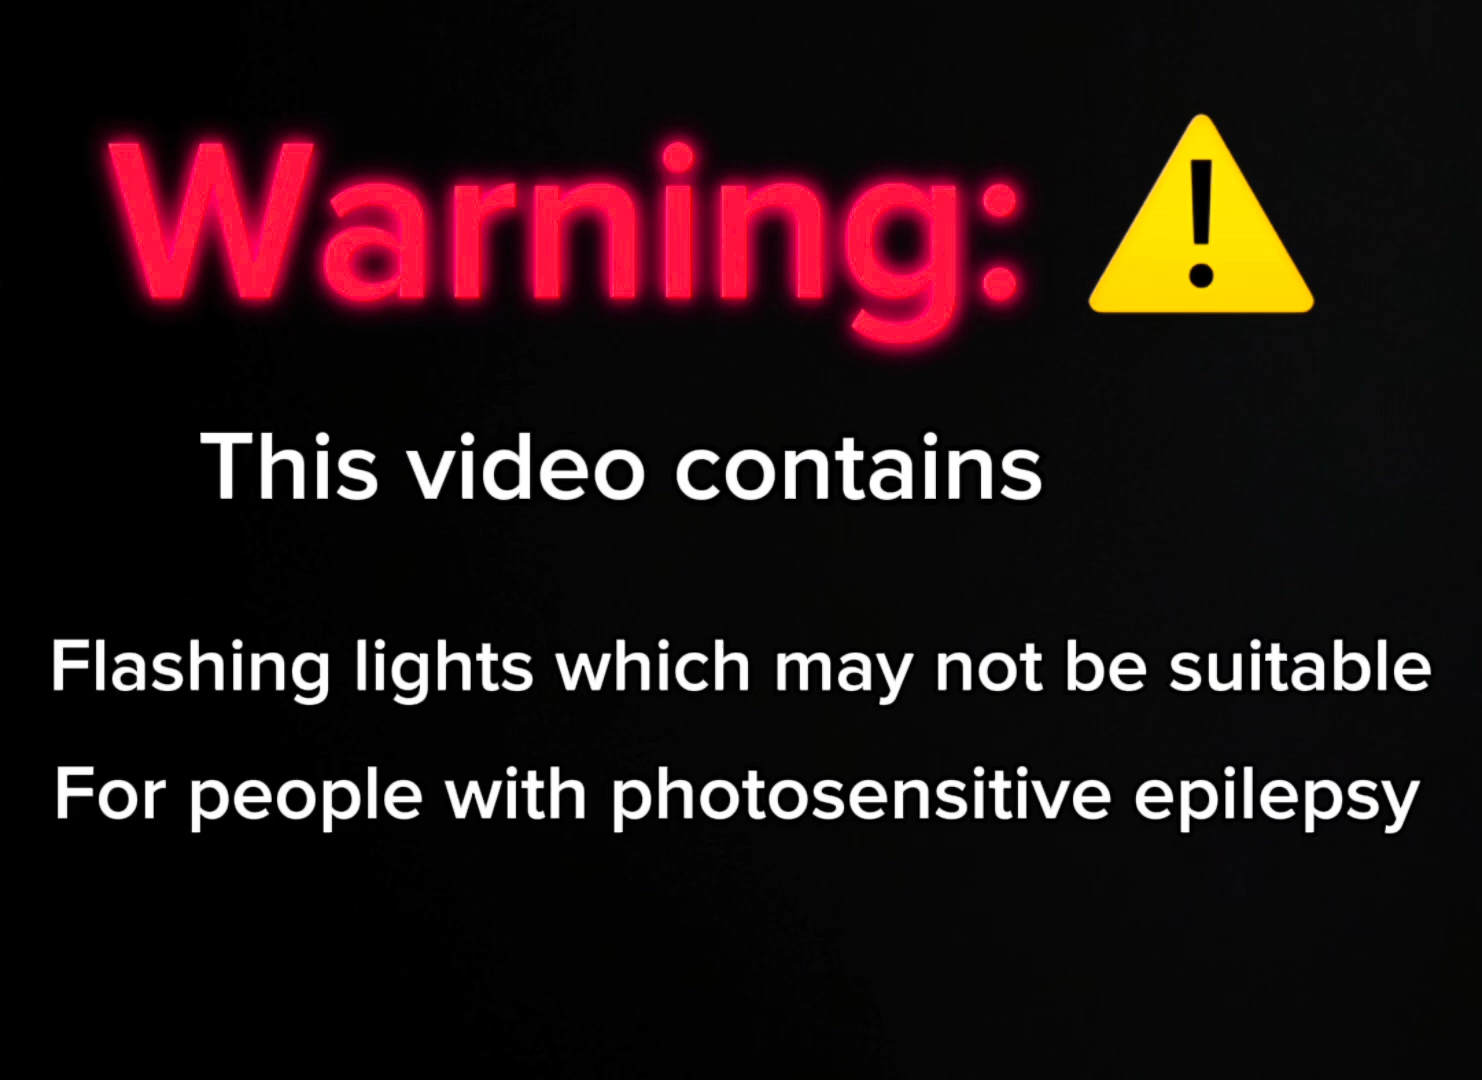 Warning: ⚠️
This video contains
Flashing lights which may not be suitable
For people with photosensitive epilepsy